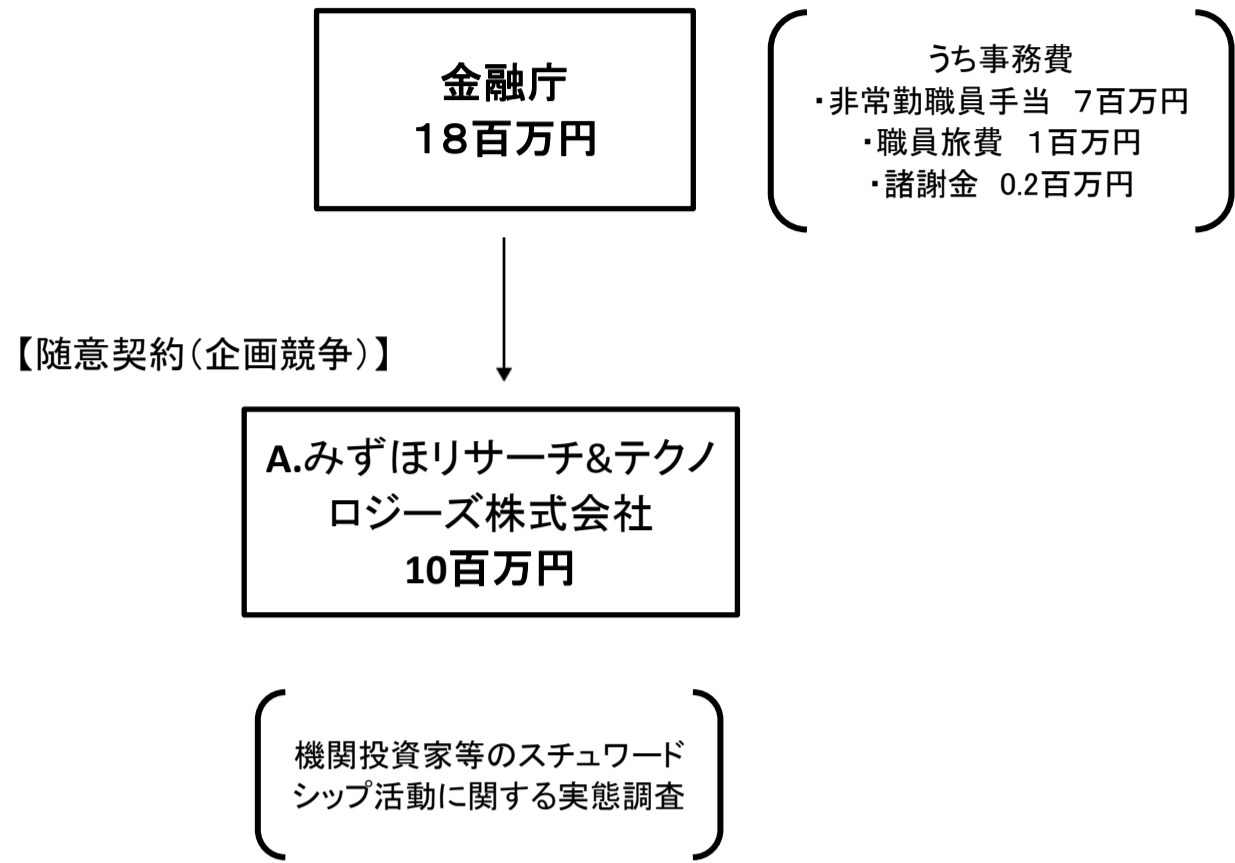 金融庁
１８百万円
うち事務費
・非常勤職員手当　７百万円
・職員旅費　１百万円
・諸謝金　0.2百万円
【随意契約（企画競争）】
A.みずほリサーチ&テクノ
ロジーズ株式会社
10百万円
機関投資家等のスチュワード
シップ活動に関する実態調査